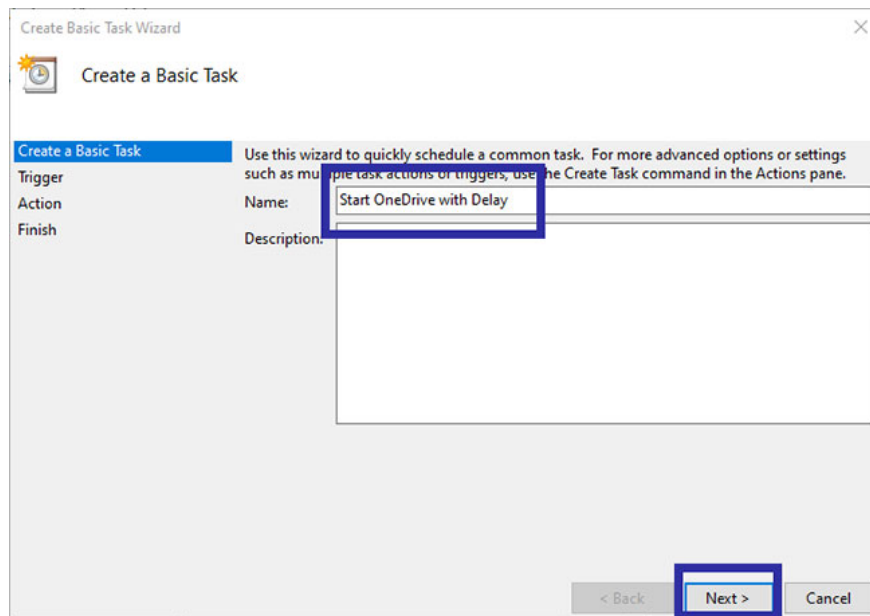 Create Basic Task Wizard
Create a Basic Task
Create a Basic Task
Trigger
Action
Finish
Use this wizard to quickly schedule a common task. For more advanced options or settings
such as multiple task actions or triggers, use the Create Task command in the Actions pane.
Name:
Start OneDrive with Delay
Description:
< Back
Next >
Cancel